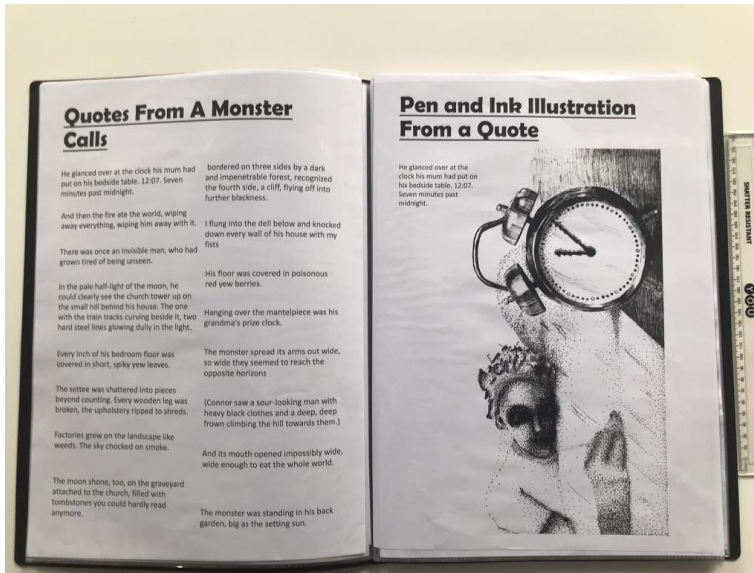 Quotes From A Monster
Calls
He glanced over at the clock his mum had
put on his bedside table. 12:07. Seven
minutes past midnight.
And then the fire ate the world, wiping
away everything, wiping him away with it.
There was once an invisible man, who had
grown tired of being unseen.
In the pale half-light of the moon, he
could clearly see the church tower up on
the small hill behind his house. The one
with the train tracks curving beside it, two
hard steel lines glowing dully in the light.
Every inch of his bedroom floor was
covered in short, spiky yew leaves.
The settee was shattered into pieces
beyond counting. Every wooden leg was
broken, the upholstery ripped to shreds.
Factories grew on the landscape like
weeds. The sky chocked on smoke.
The moon shone, too, on the graveyard
attached to the church, filled with
tombstones you could hardly read
anymore.
bordered on three sides by a dark
and impenetrable forest, recognized
the fourth side, a cliff, flying off into
further blackness.
I flung into the dell below and knocked
down every wall of his house with my
fists
His floor was covered in poisonous
red yew berries.
Hanging over the mantelpiece was his
grandma's prize clock.
The monster spread its arms out wide,
so wide they seemed to reach the
opposite horizons
(Connor saw a sour-looking man with
heavy black clothes and a deep, deep
frown climbing the hill towards them.)
And its mouth opened impossibly wide,
wide enough to eat the whole world.
The monster was standing in his back
garden, big as the setting sun.
Pen and Ink Illustration
From a Quote
He glanced over at the
clock his mum had put on
his bedside table. 12:07.
Seven minutes past
midnight.
SHATTER RESISTANT